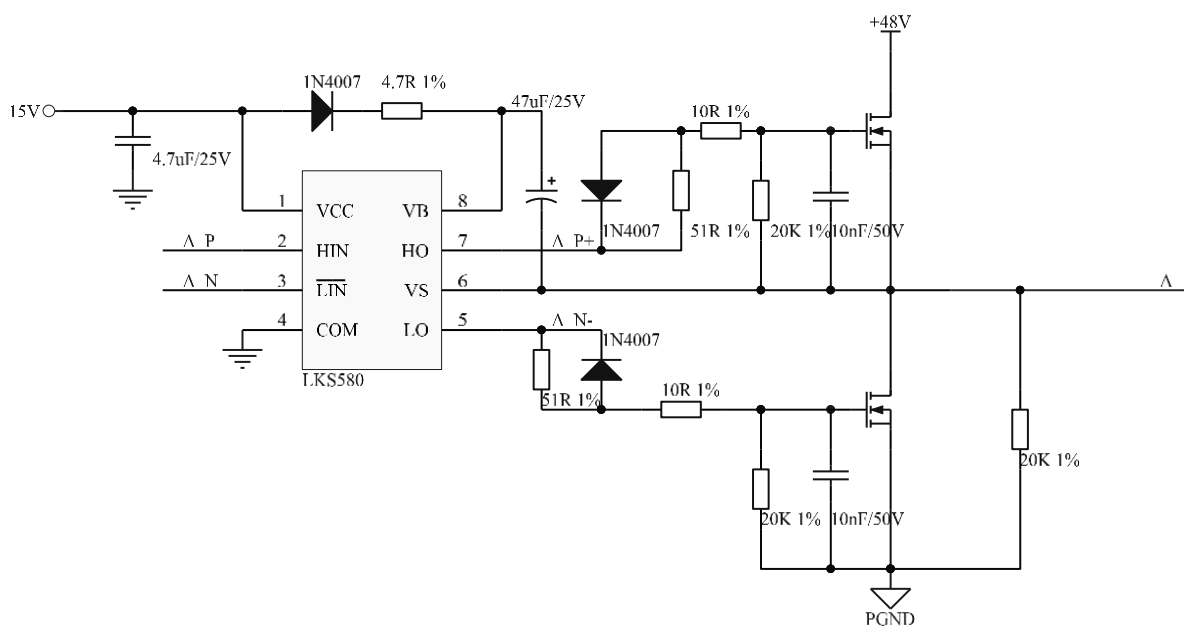 +48V
1N4007
4.7R 1%
15V
47uF/25V
10R 1%
4.7uF/25V
1
VCC
VB
8
1N4007
51R 1%
20K 1%
10nF/50V
Λ P
2
HIN
HO
7
Λ P+
Λ N
3
LIN
VS
6
Λ
4
COM
LO
5
Λ N-
1N4007
LKS580
51R 1%
10R 1%
20K 1%
20K 1%
10nF/50V
PGND